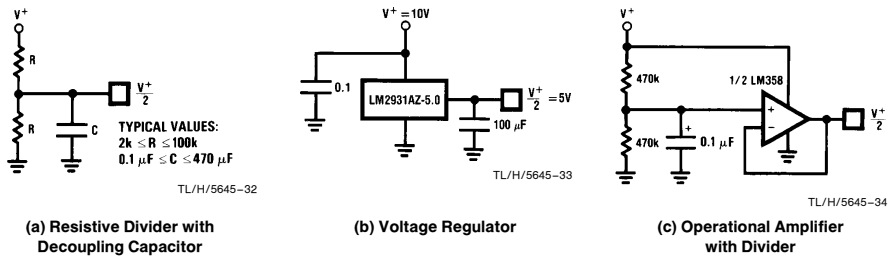 V+
R
V+
2
R
C
TYPICAL VALUES:
2k ≤ R ≤ 100k
0.1 µF ≤ C ≤ 470 µF
TL/H/5645-32
(a) Resistive Divider with
Decoupling Capacitor
V+ = 10V
0.1
LM2931AZ-5.0
V+
2
= 5V
100 µF
TL/H/5645-33
(b) Voltage Regulator
V+
470k
1/2 LM358
+
−
V+
2
470k
+
0.1 µF
TL/H/5645-34
(c) Operational Amplifier
with Divider